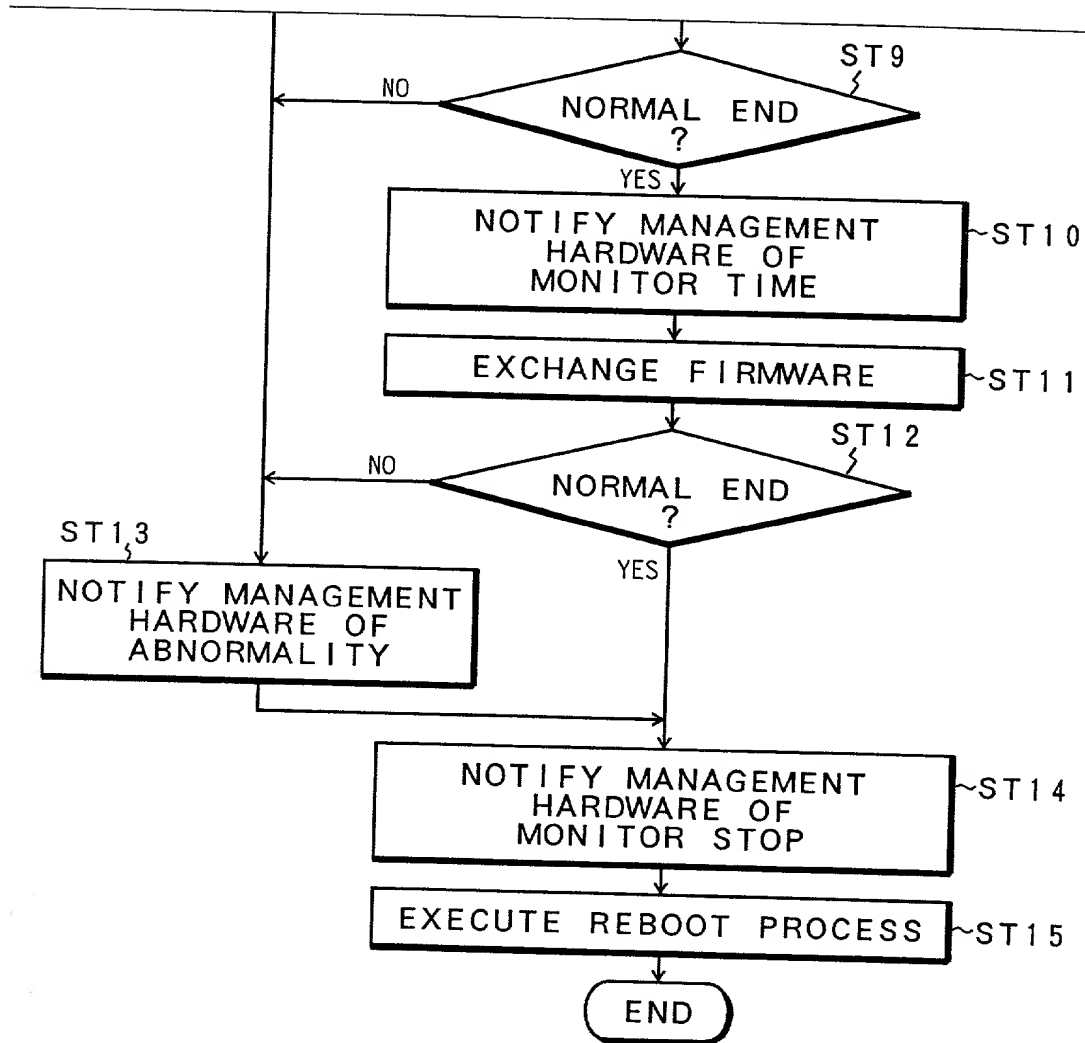 ST9
NO
NORMAL END
?
YES
NOTIFY MANAGEMENT
HARDWARE OF
MONITOR TIME
ST10
EXCHANGE FIRMWARE
ST11
ST12
NO
NORMAL END
?
YES
ST13
NOTIFY MANAGEMENT
HARDWARE OF
ABNORMALITY
NOTIFY MANAGEMENT
HARDWARE OF
MONITOR STOP
ST14
EXECUTE REBOOT PROCESS
ST15
END